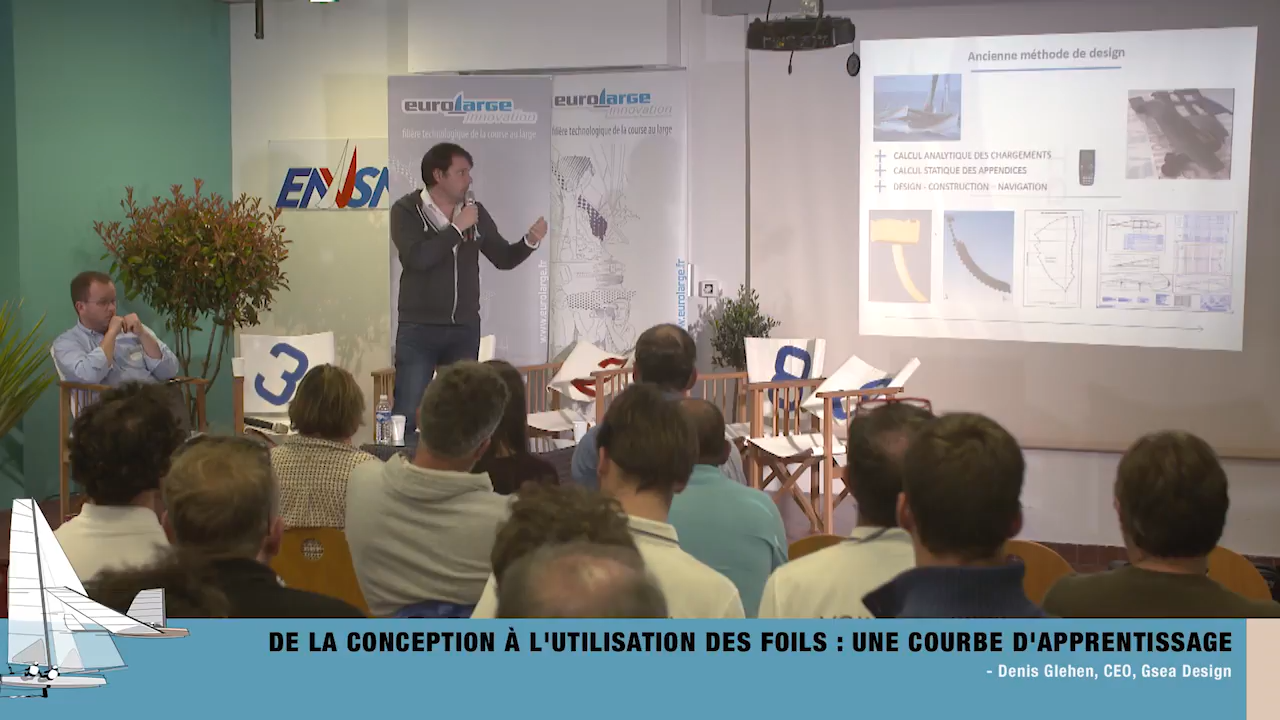 Ancienne méthode de design
CALCUL ANALYTIQUE DES CHARGEMENTS
CALCUL STATIQUE DES APPENDICES
DESIGN - CONSTRUCTION - NAVIGATION
eurolarge
innovation
filière technologique de la course au large
www.eurolarge.fr
eurolarge
innovation
filière technologique de la course au large
www.eurolarge.fr
ENVSN
3
8
DE LA CONCEPTION À L'UTILISATION DES FOILS : UNE COURBE D'APPRENTISSAGE
- Denis Glehen, CEO, Gsea Design